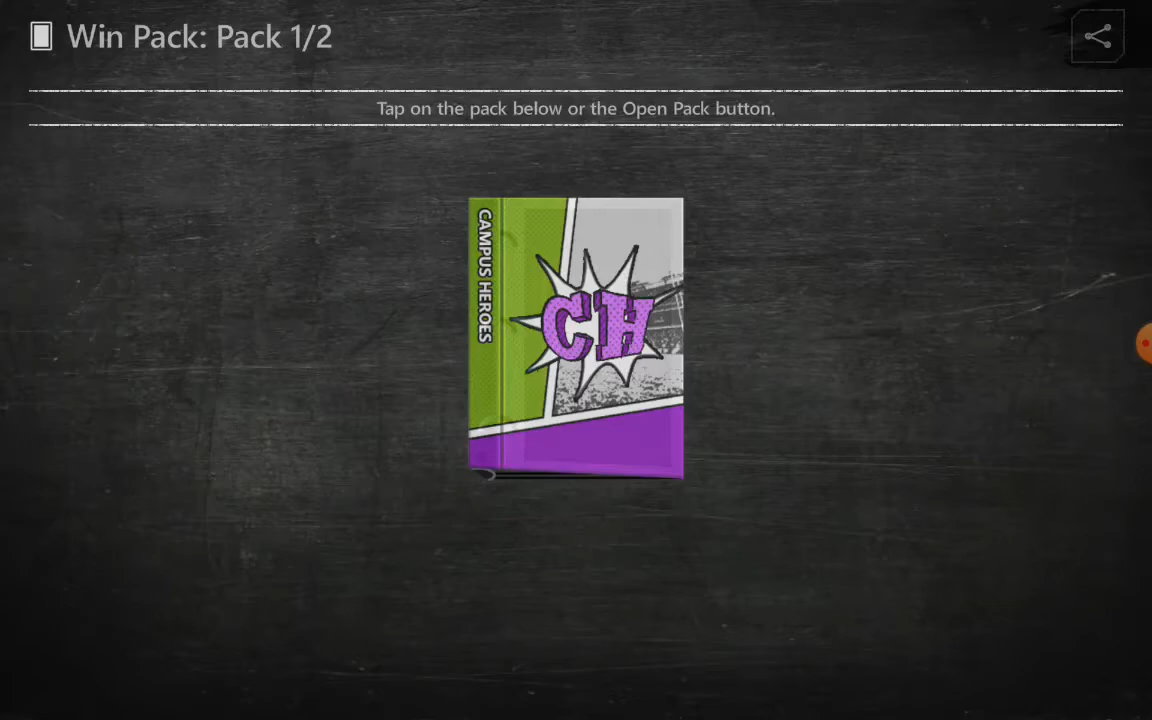 Win Pack: Pack 1/2
Tap on the pack below or the Open Pack button.
CAMPUS HEROES
CH